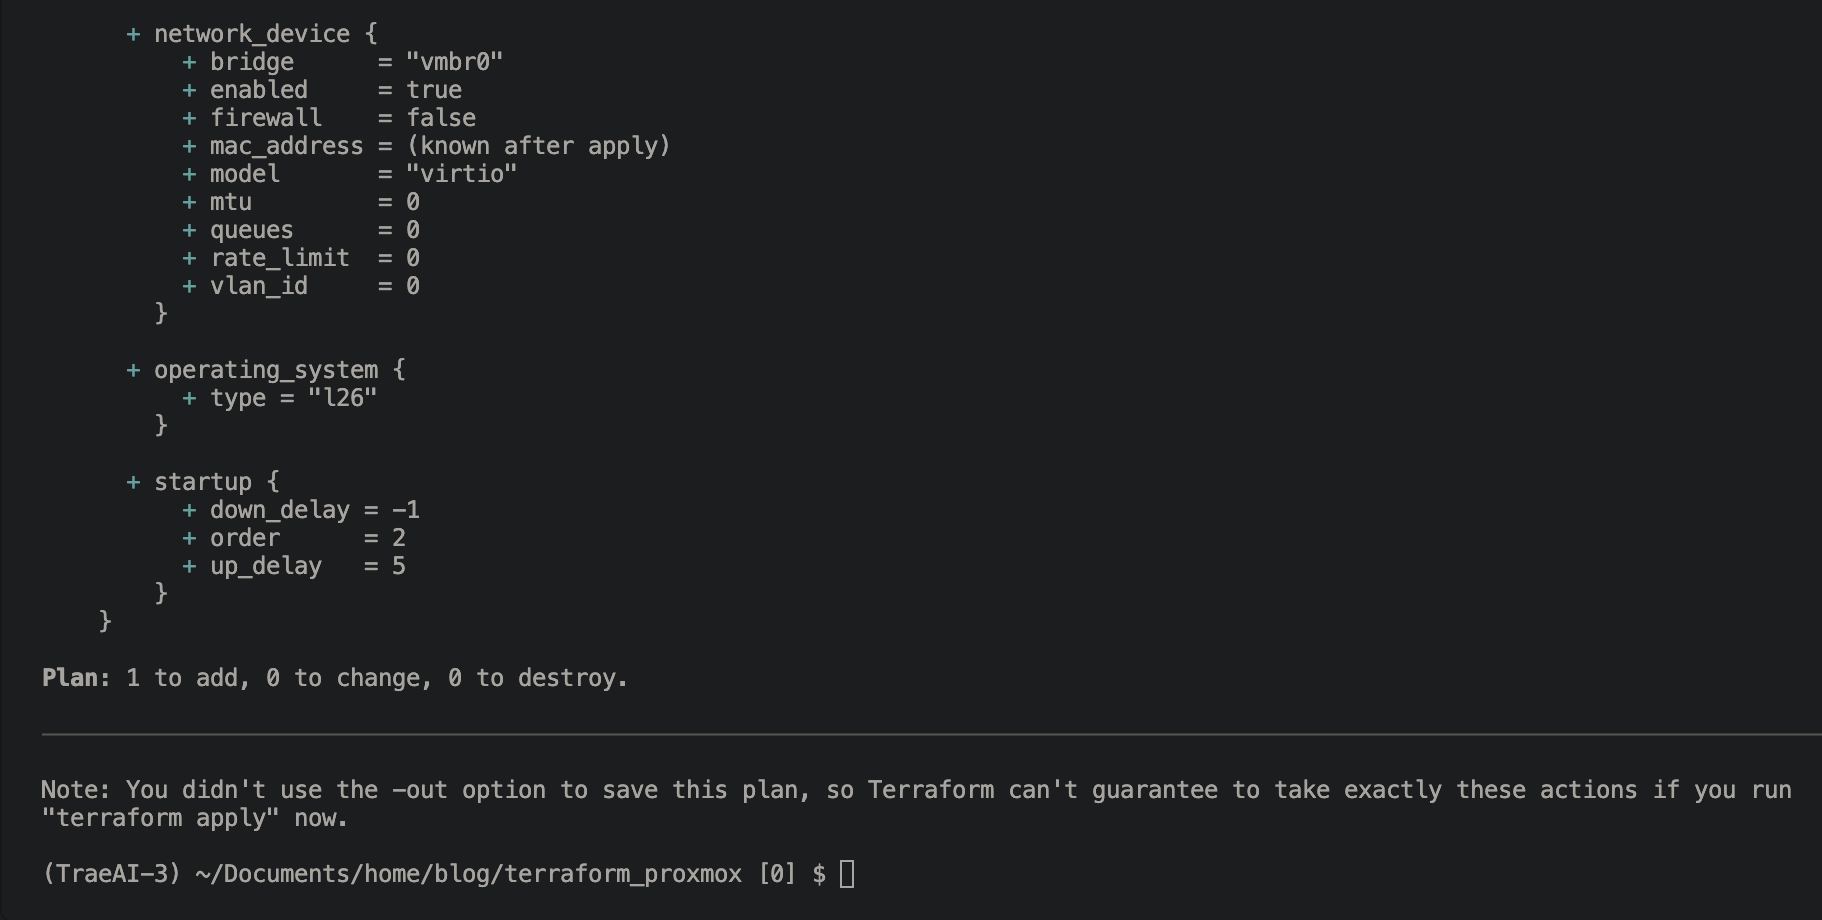 + network_device {
+ bridge = "vmbr0"
+ enabled = true
+ firewall = false
+ mac_address = (known after apply)
+ model = "virtio"
+ mtu = 0
+ queues = 0
+ rate_limit = 0
+ vlan_id = 0
}
+ operating_system {
+ type = "l26"
}
+ startup {
+ down_delay = -1
+ order = 2
+ up_delay = 5
}
}
Plan: 1 to add, 0 to change, 0 to destroy.
Note: You didn't use the -out option to save this plan, so Terraform can't guarantee to take exactly these actions if you run
"terraform apply" now.
(TraeAI-3) ~/Documents/home/blog/terraform_proxmox [0] $